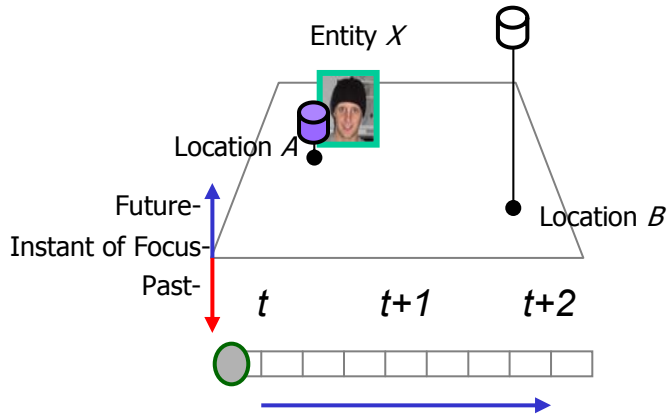 Entity X
Location A
Future-
Location B
Instant of Focus-
Past-
t
t+1
t+2